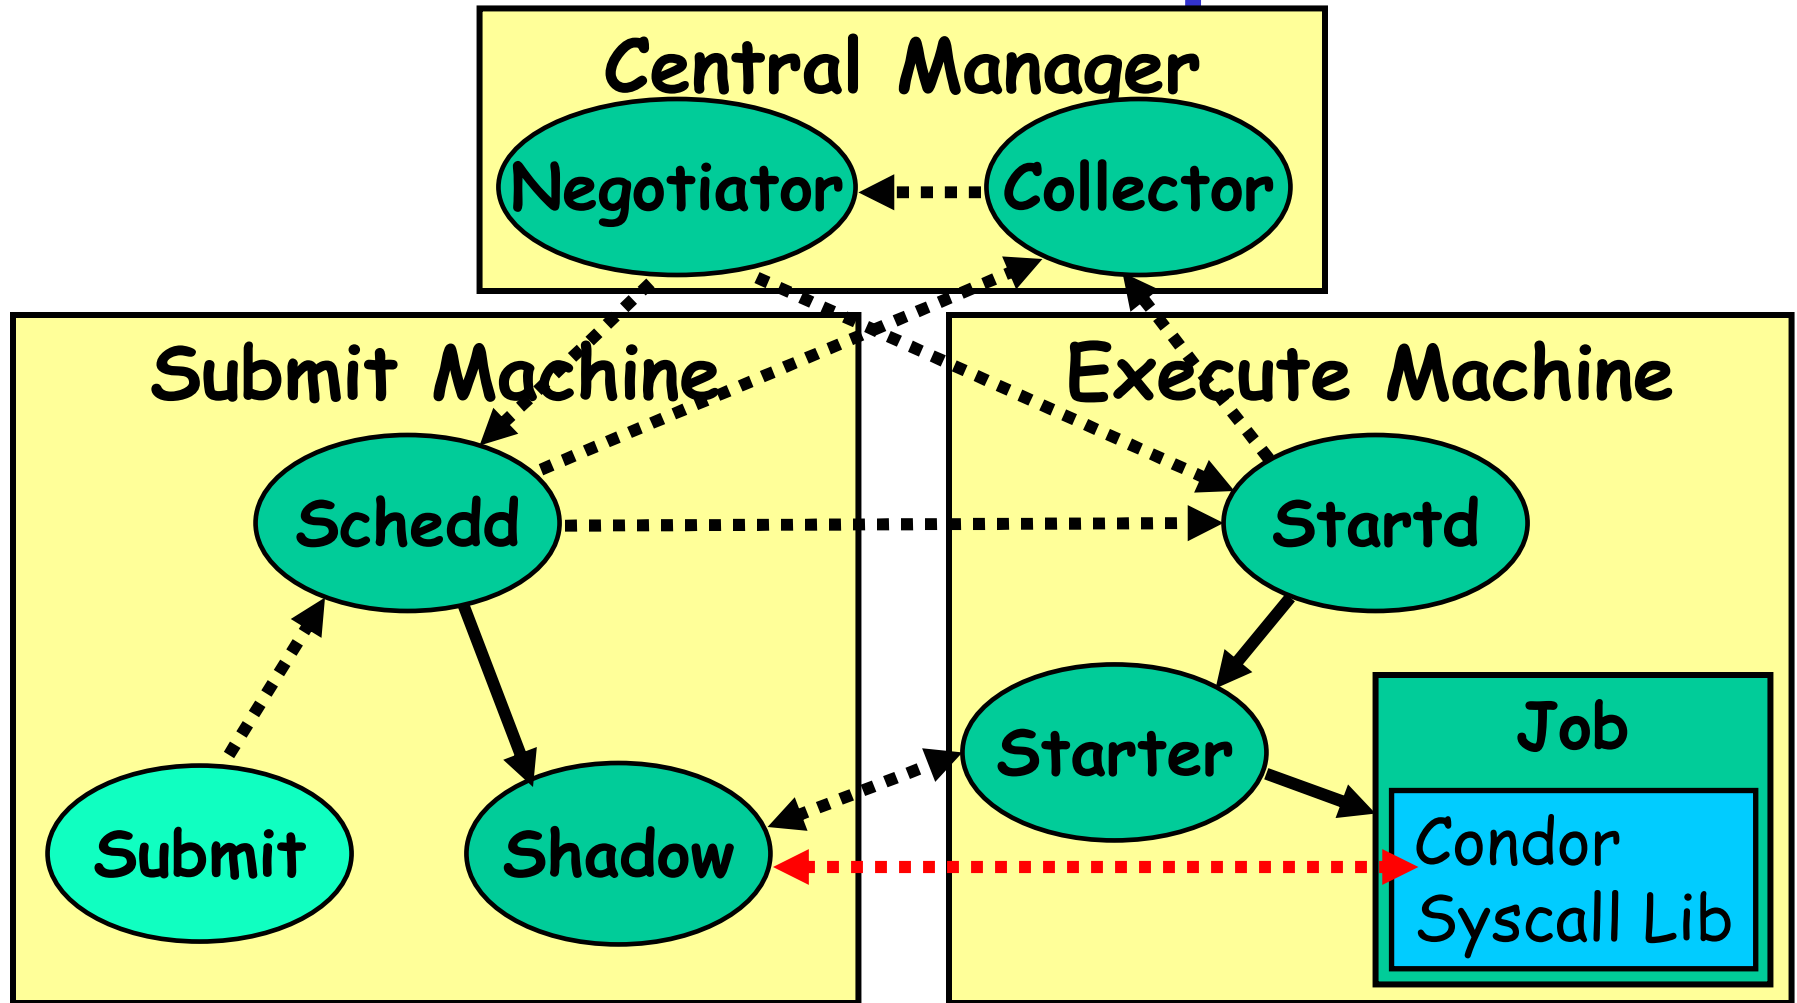 Central Manager
Negotiator
Collector
Submit Machine
Execute Machine
Schedd
Startd
Starter
Job
Submit
Shadow
Condor
Syscall Lib